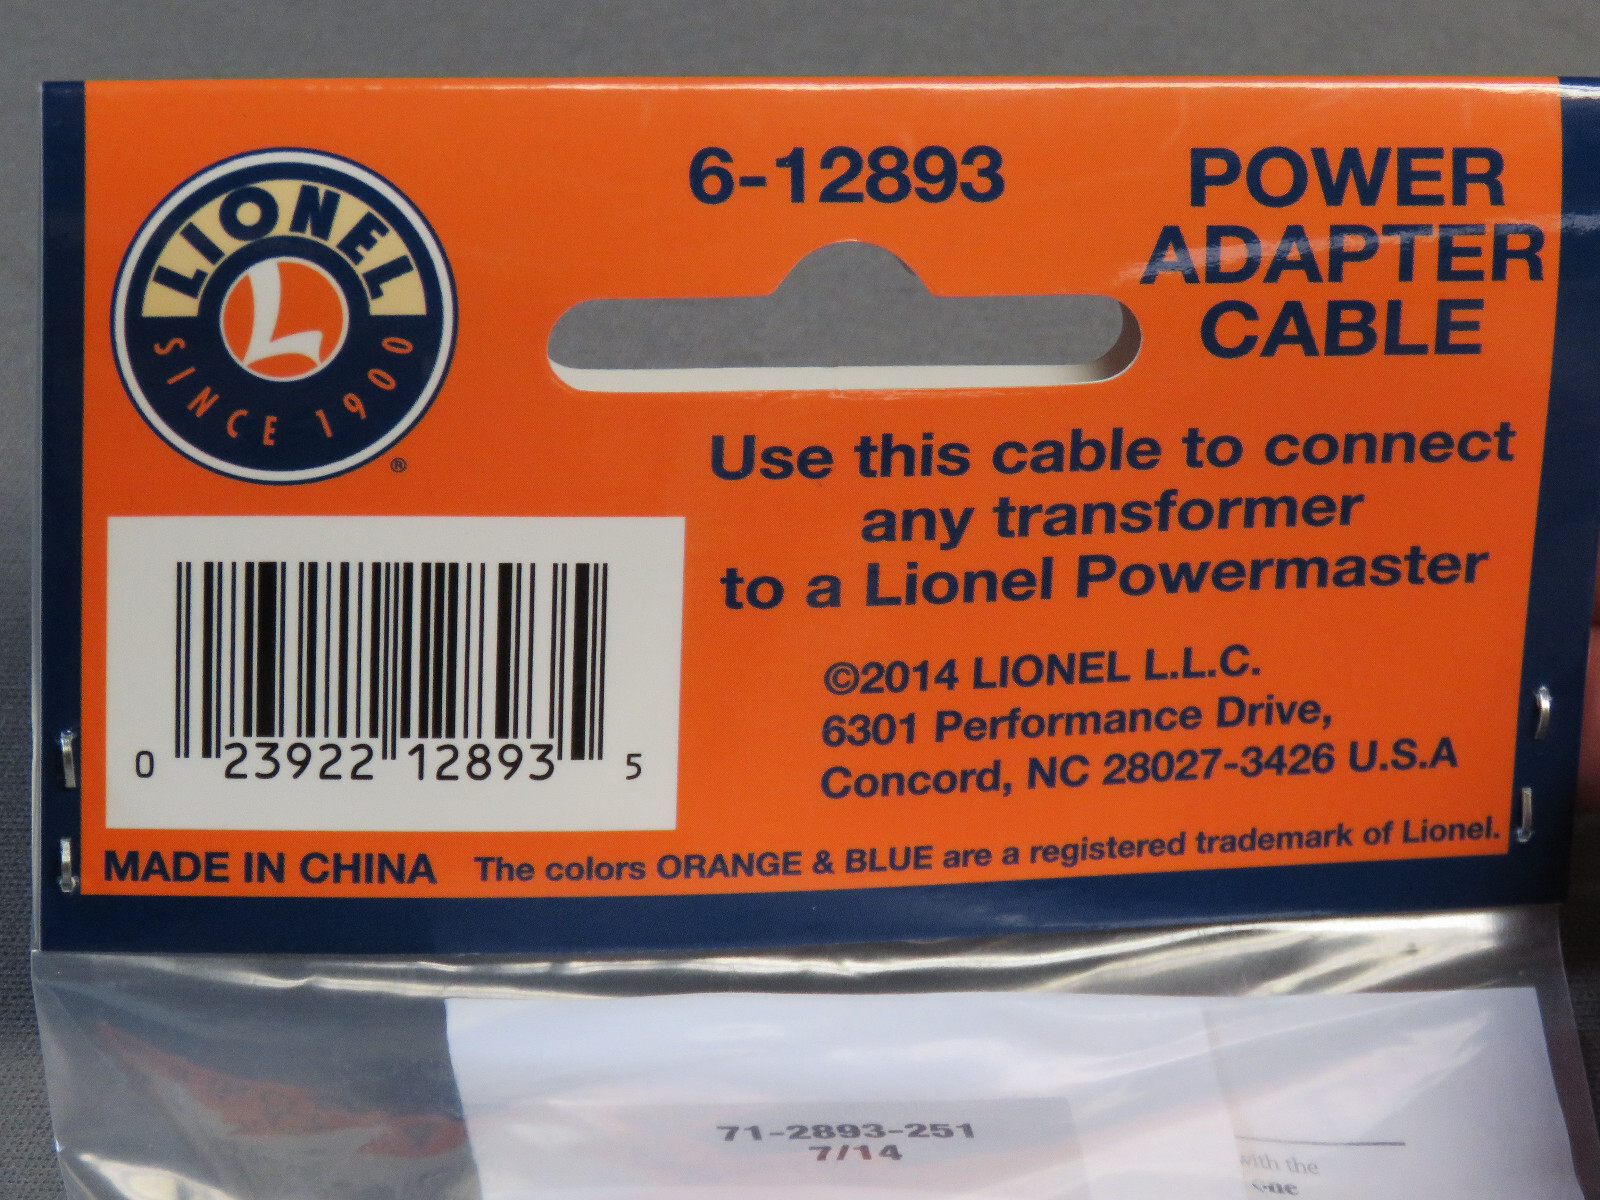 LIONEL
SINCE 1900
®
6-12893
POWER
ADAPTER
CABLE
Use this cable to connect
any transformer
to a Lionel Powermaster
©2014 LIONEL L.L.C.
6301 Performance Drive,
Concord, NC 28027-3426 U.S.A
0 23922 12893 5
MADE IN CHINA
The colors ORANGE & BLUE are a registered trademark of Lionel.
71-2893-251
7/14
with the